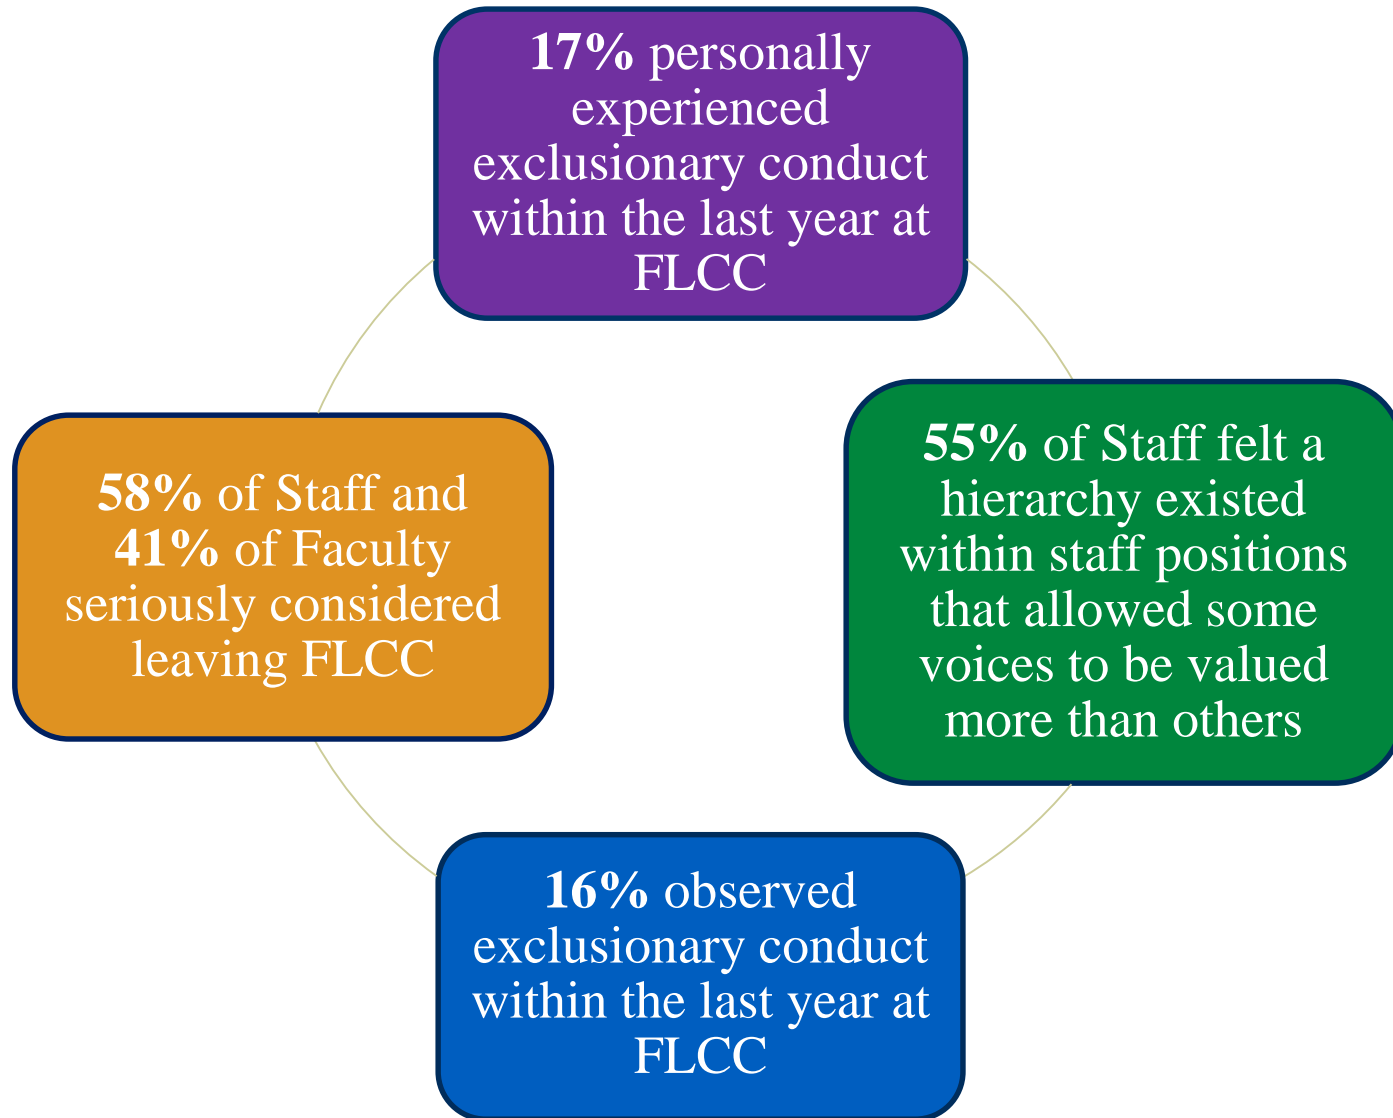 17% personally
experienced
exclusionary conduct
within the last year at
FLCC
58% of Staff and
41% of Faculty
seriously considered
leaving FLCC
55% of Staff felt a
hierarchy existed
within staff positions
that allowed some
voices to be valued
more than others
16% observed
exclusionary conduct
within the last year at
FLCC